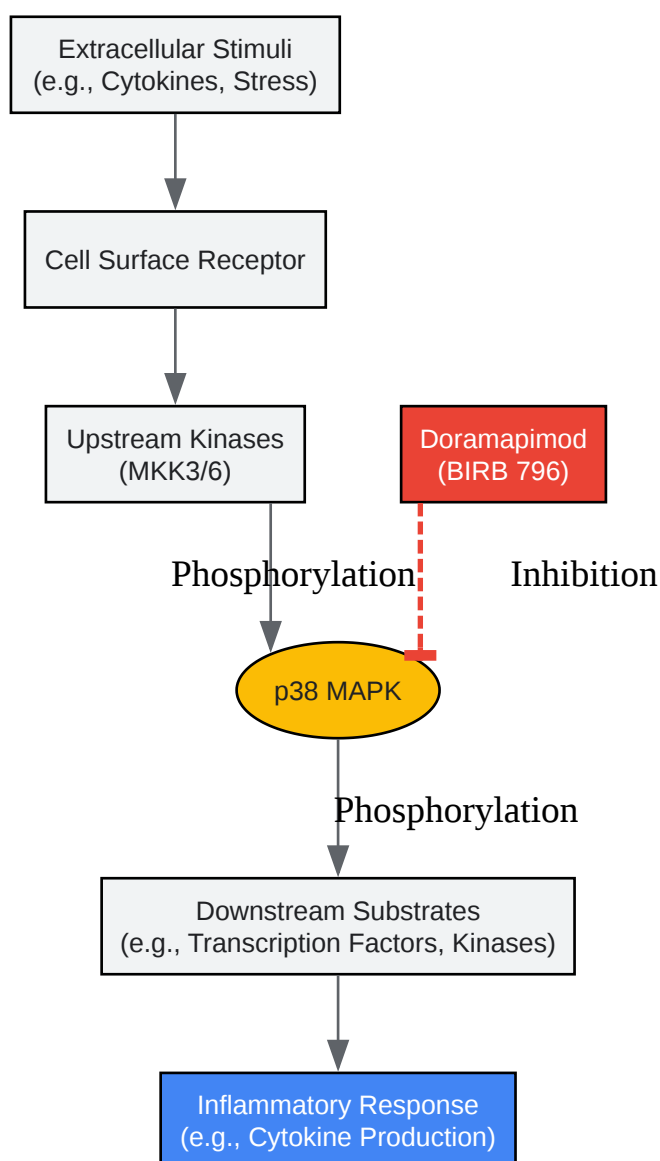 Extracellular Stimuli
(e.g., Cytokines, Stress)
Cell Surface Receptor
Upstream Kinases
(MKK3/6)
Doramapimod
(BIRB 796)
Phosphorylation
Inhibition
p38 MAPK
Phosphorylation
Downstream Substrates
(e.g., Transcription Factors, Kinases)
Inflammatory Response
(e.g., Cytokine Production)